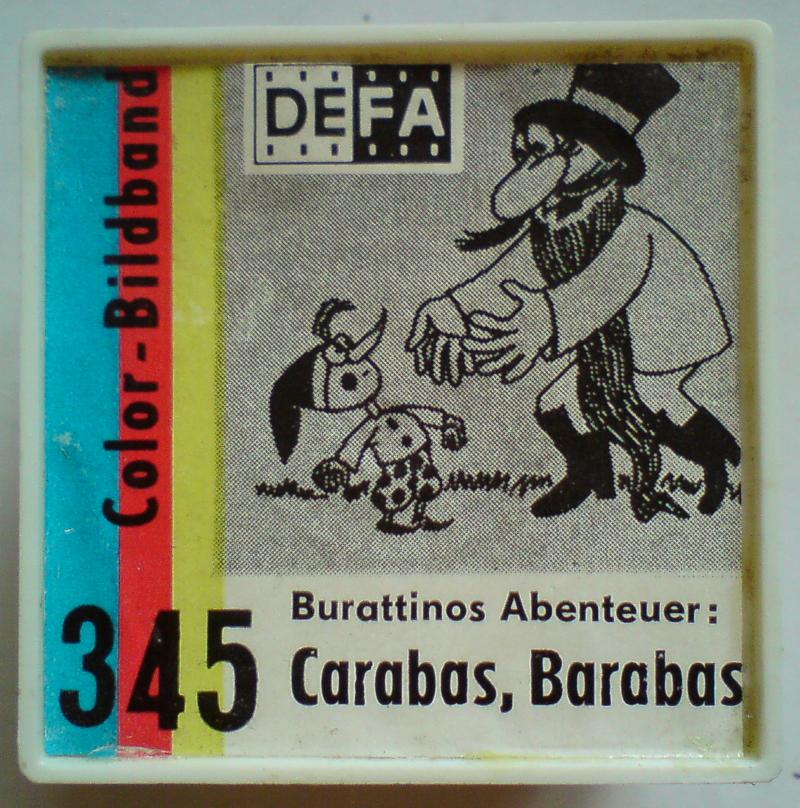 DEFA
Color-Bildband
345
Burattinos Abenteuer:
Carabas, Barabas